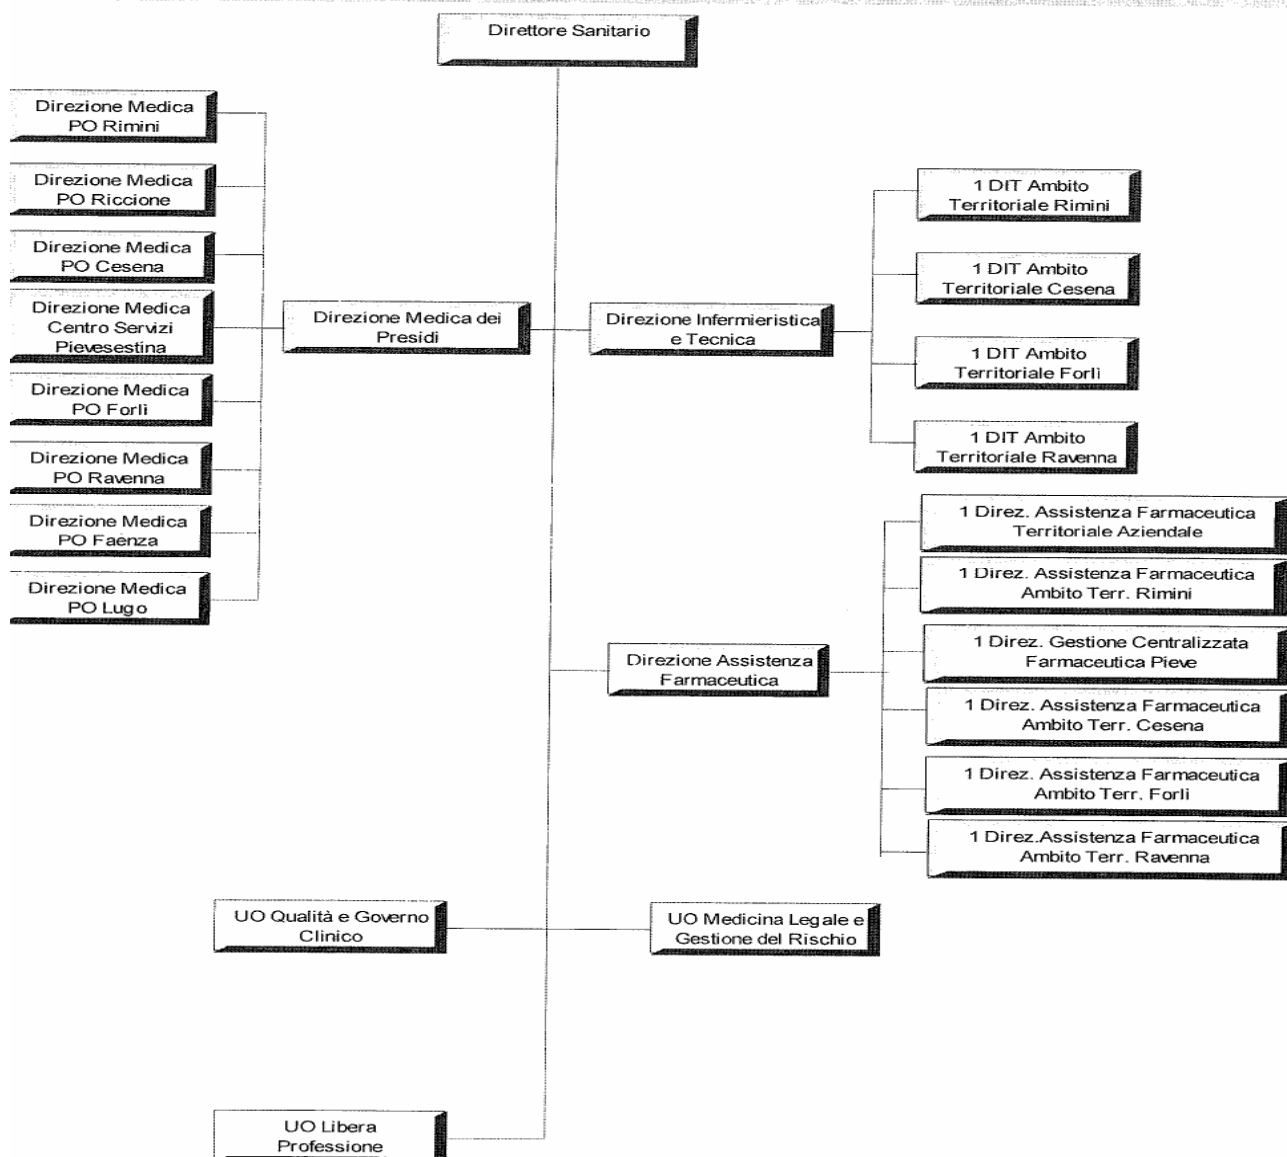 Direttore Sanitario
Direzione Medica
PO Rimini
Direzione Medica
PO Riccione
Direzione Medica
PO Cesena
Direzione Medica
Centro Servizi
Pievesestina
Direzione Medica
PO Forlì
Direzione Medica
PO Ravenna
Direzione Medica
PO Faenza
Direzione Medica
PO Lugo
Direzione Medica dei
Presidi
Direzione Infermieristica
e Tecnica
1 DIT Ambito
Territoriale Rimini
1 DIT Ambito
Territoriale Cesena
1 DIT Ambito
Territoriale Forlì
1 DIT Ambito
Territoriale Ravenna
Direzione Assistenza
Farmaceutica
1 Direz. Assistenza Farmaceutica
Territoriale Aziendale
1 Direz. Assistenza Farmaceutica
Ambito Terr. Rimini
1 Direz. Gestione Centralizzata
Farmaceutica Pieve
1 Direz. Assistenza Farmaceutica
Ambito Terr. Cesena
1 Direz. Assistenza Farmaceutica
Ambito Terr. Forlì
1 Direz.Assistenza Farmaceutica
Ambito Terr. Ravenna
UO Qualità e Governo
Clinico
UO Medicina Legale e
Gestione del Rischio
UO Libera
Professione